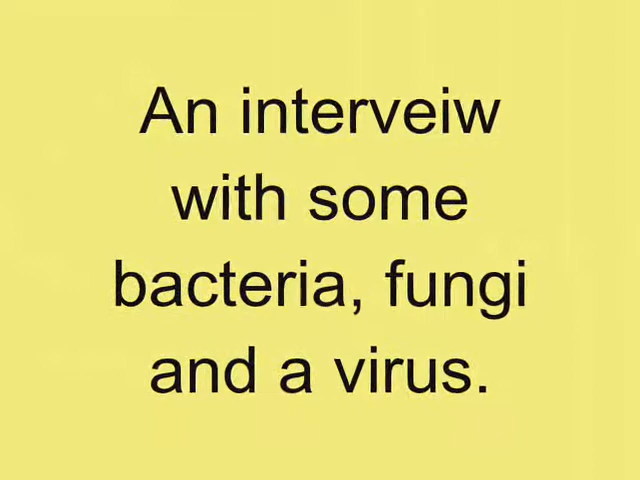 An interveiw
with some
bacteria, fungi
and a virus.